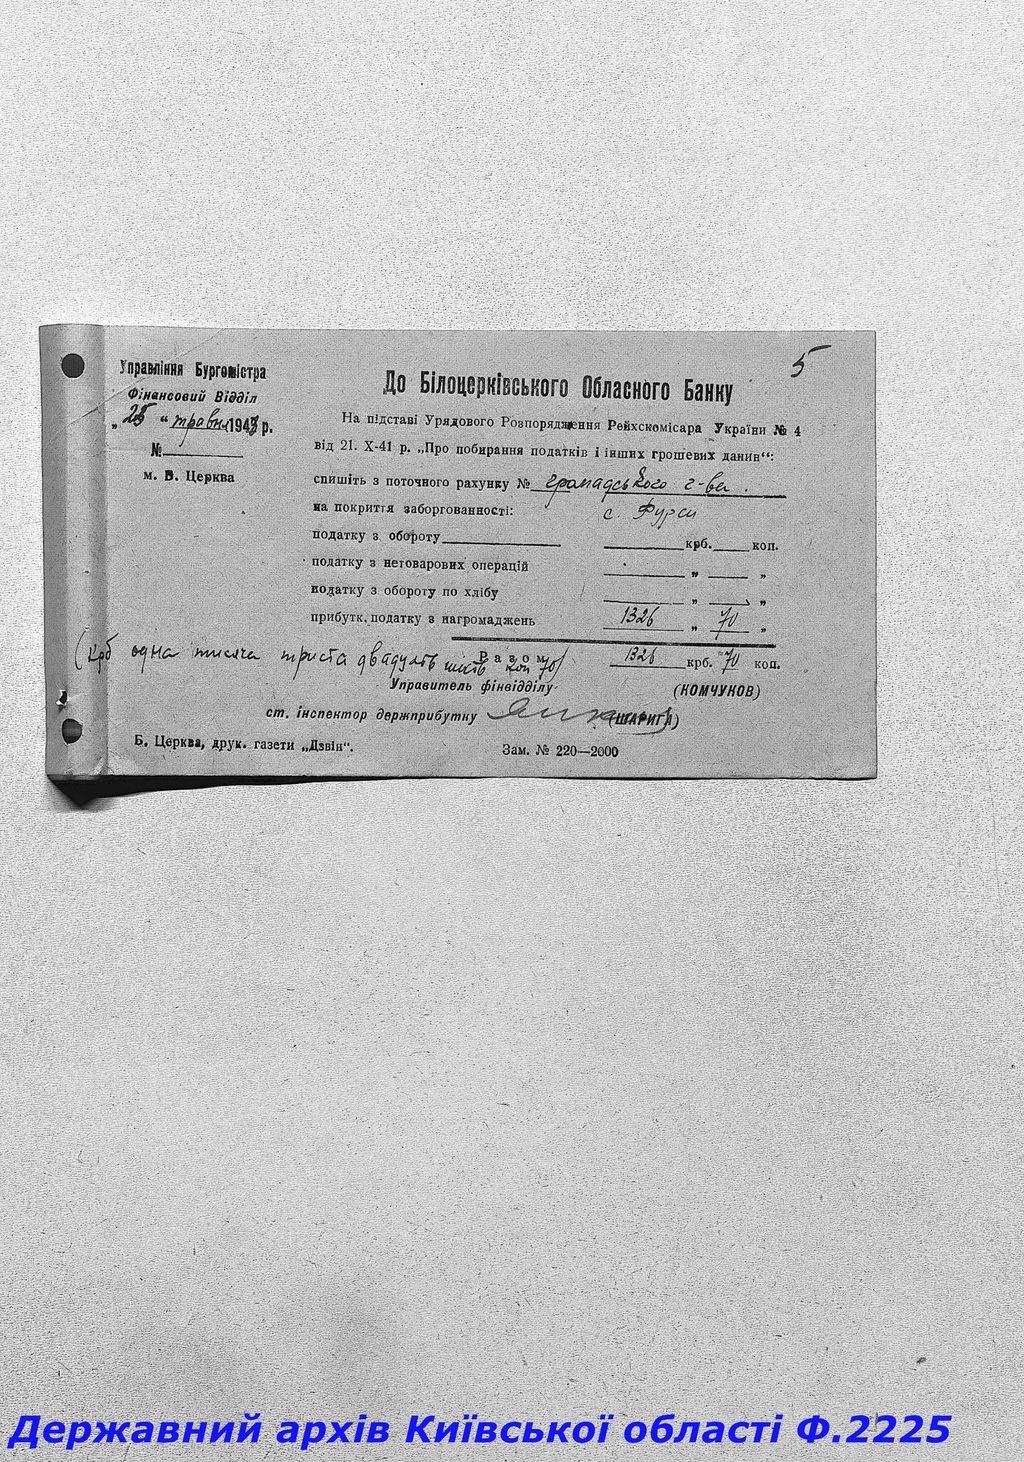 5
Управління Бургомістра
Фінансовий Відділ
„25“ травня 1943 р.
№
м. Б. Церква
До Білоцерківського Обласного Банку
На підставі Урядового Розпорядження Рейхскомісара України № 4
від 21. X-41 р. „Про побирання податків і інших грошевих данин“:
спишіть з поточного рахунку № громадського г-ва.
на покриття заборгованності: с. Фурси
податку з обороту крб. коп.
податку з нетоварових операцій „ „
податку з обороту по хлібу „ „
прибутк. податку з нагромаджень 1326 „ 70 „
Разом 1326 крб. 70 коп.
(крб одна тисяча триста двадцять шість коп 70)
Управитель фінвідділу (КОМЧУКОВ)
ст. інспектор держприбутку (ШАРИГА)
Б. Церква, друк. газети „Дзвін“. Зам. № 220—2000
Державний архів Київської області Ф.2225